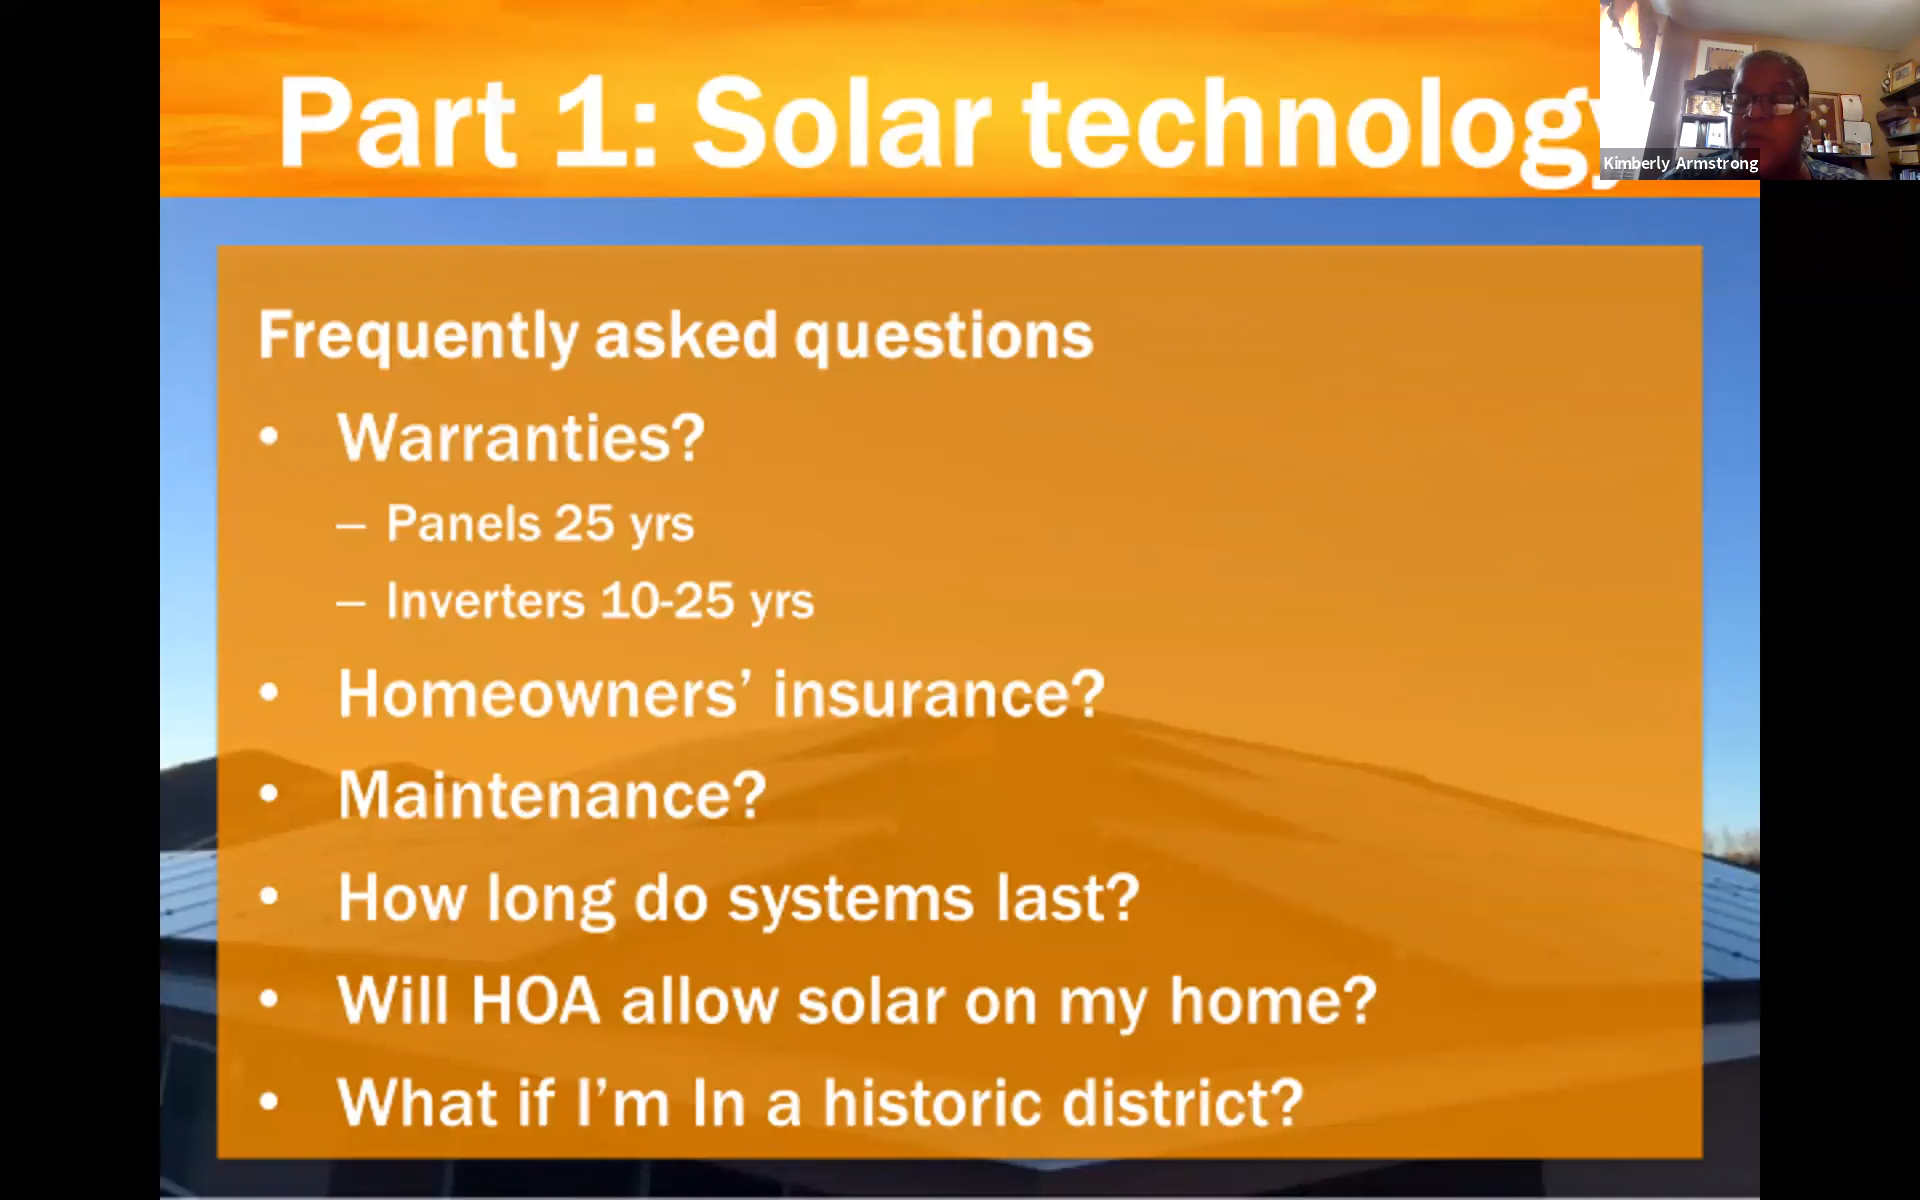 Part 1: Solar technology
Kimberly Armstrong
Frequently asked questions
• Warranties?
– Panels 25 yrs
– Inverters 10-25 yrs
• Homeowners’ insurance?
• Maintenance?
• How long do systems last?
• Will HOA allow solar on my home?
• What if I’m In a historic district?